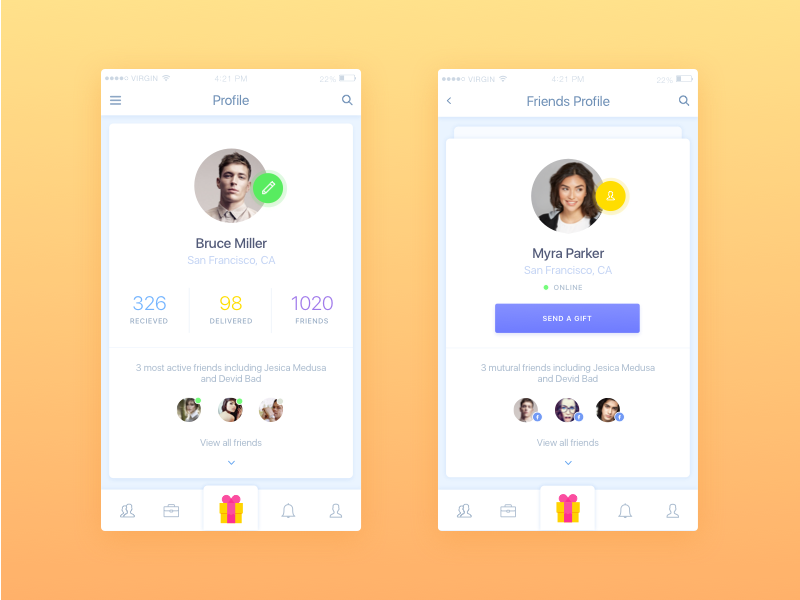 VIRGIN
4:21 PM
22%
Profile
Bruce Miller
San Francisco, CA
326
98
1020
RECIEVED
DELIVERED
FRIENDS
3 most active friends including Jesica Medusa
and Devid Bad
View all friends
VIRGIN
4:21 PM
22%
Friends Profile
Myra Parker
San Francisco, CA
ONLINE
SEND A GIFT
3 mutural friends including Jesica Medusa
and Devid Bad
f
f
f
View all friends